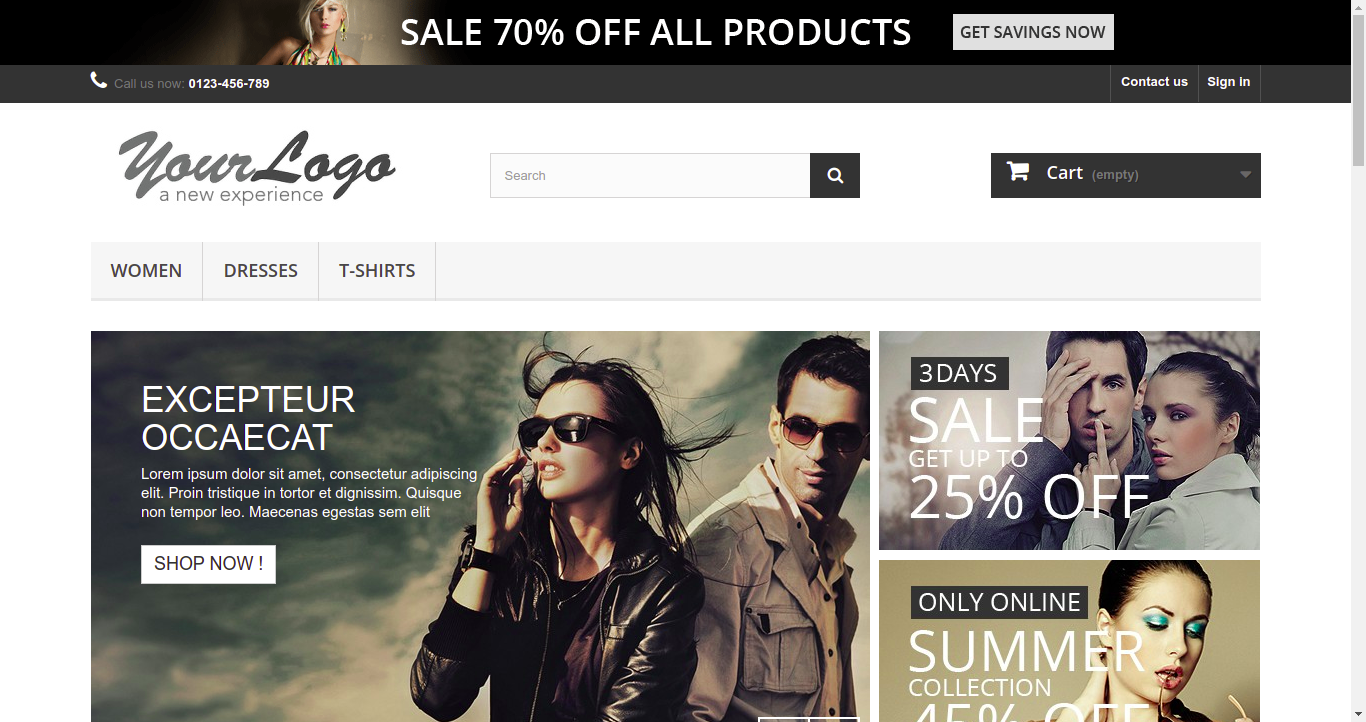 SALE 70% OFF ALL PRODUCTS
GET SAVINGS NOW
Call us now: 0123-456-789
Contact us
Sign in
YourLogo
a new experience
Search
Cart (empty)
WOMEN
DRESSES
T-SHIRTS
EXCEPTEUR
OCCAECAT
Lorem ipsum dolor sit amet, consectetur adipiscing
elit. Proin tristique in tortor et dignissim. Quisque
non tempor leo. Maecenas egestas sem elit
SHOP NOW !
3 DAYS
SALE
GET UP TO
25% OFF
ONLY ONLINE
SUMMER
COLLECTION
45% OFF